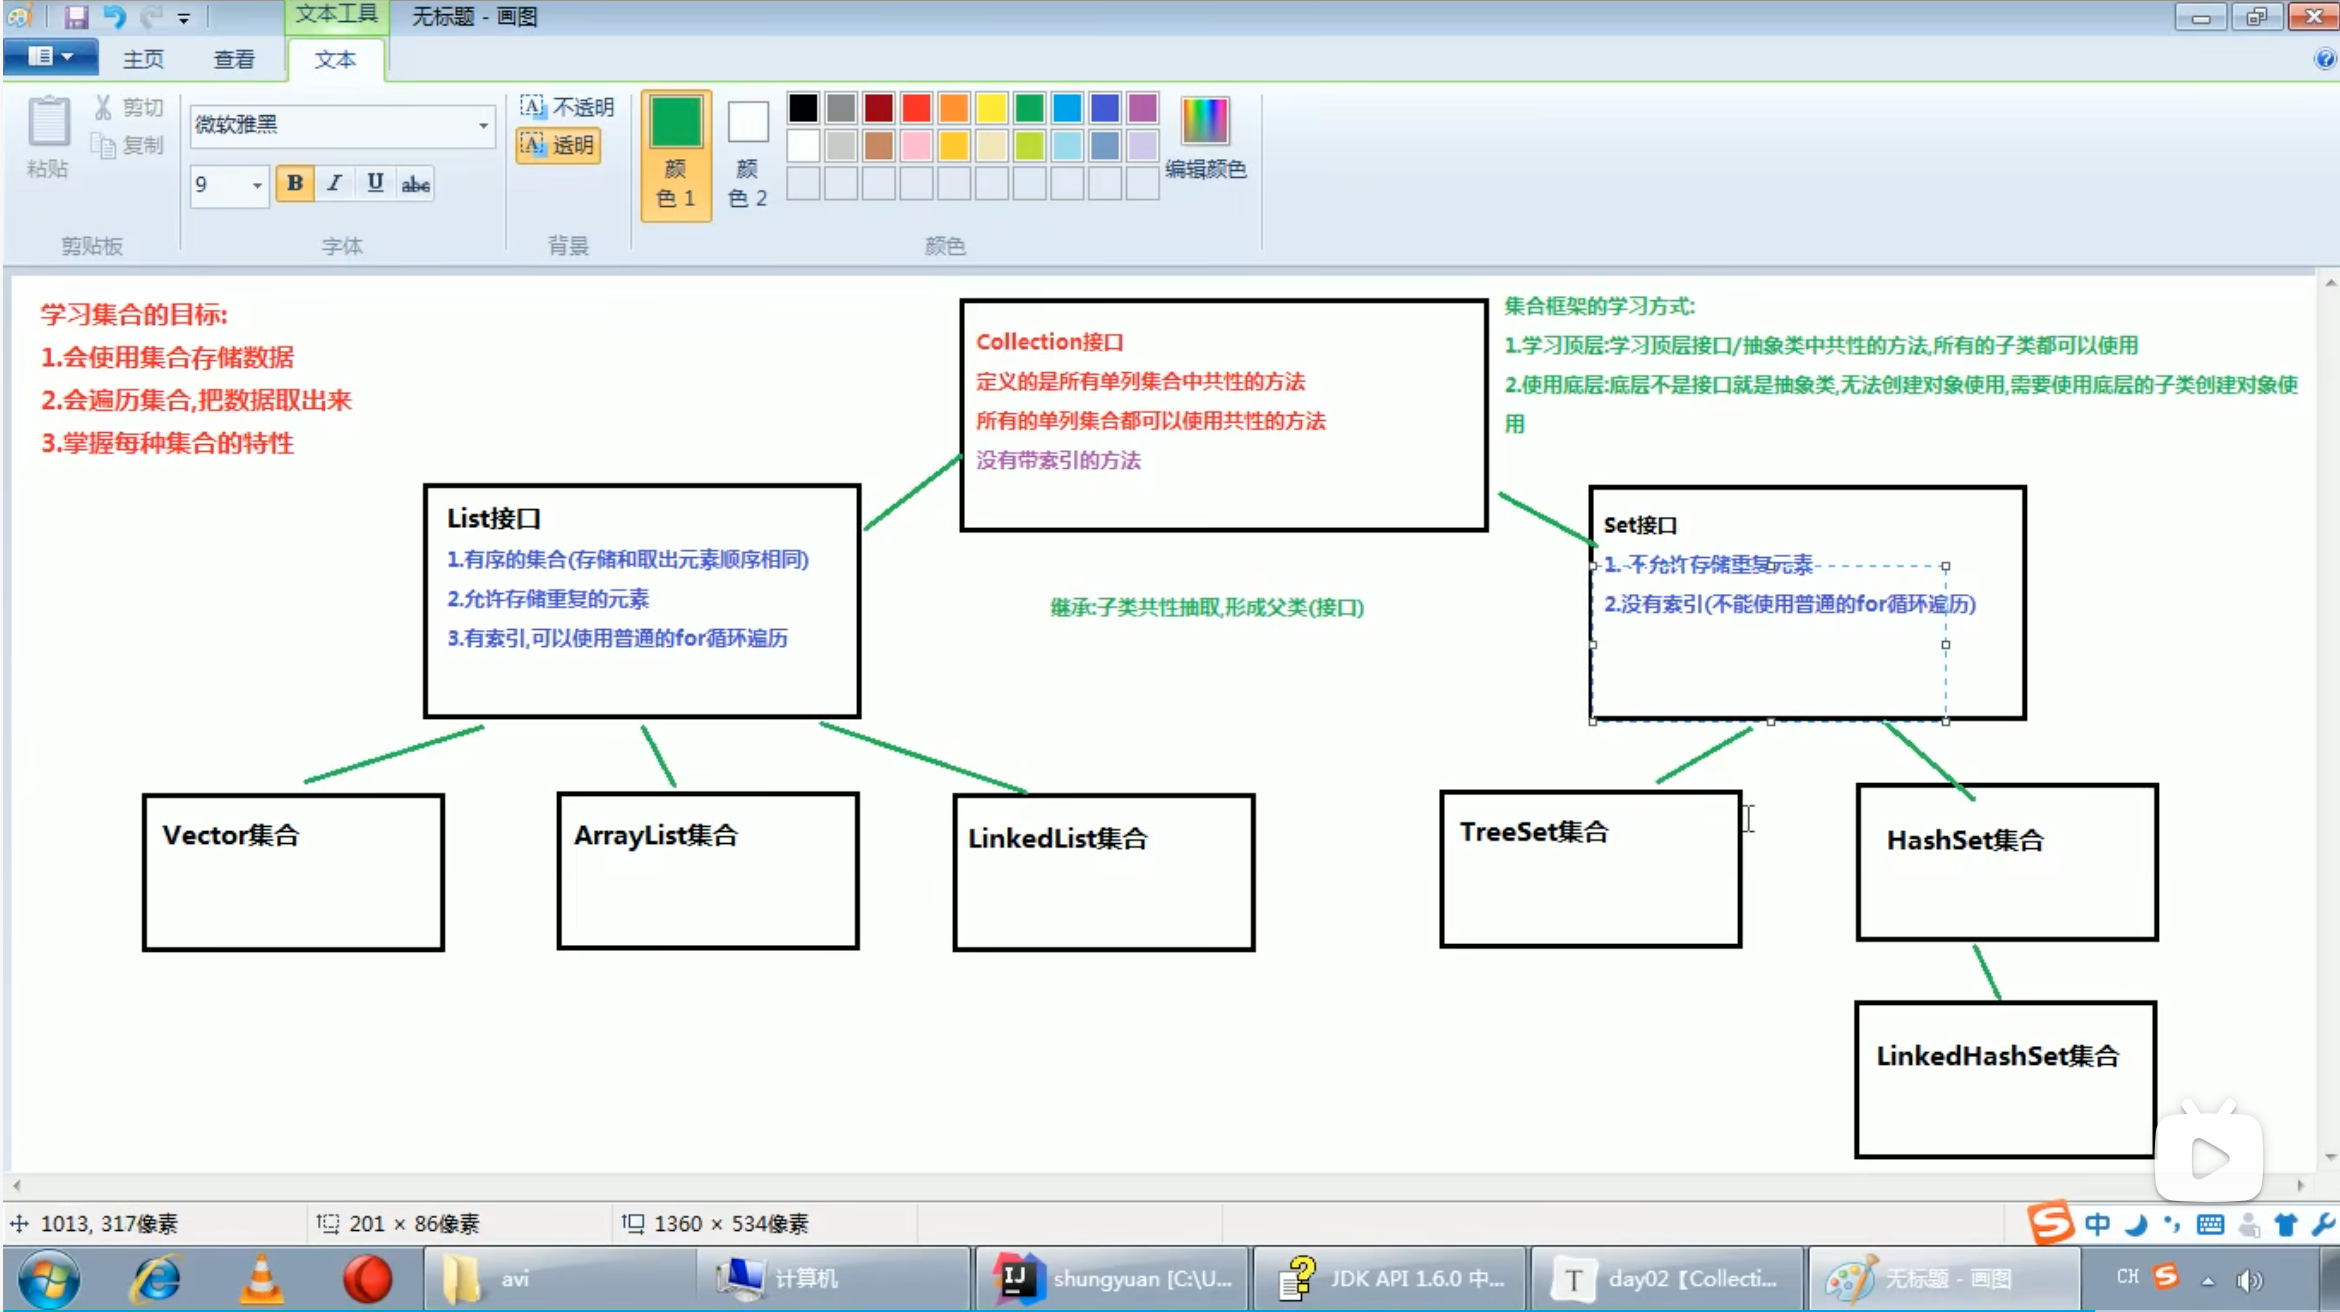 文本工具
无标题 - 画图
主页
查看
文本
粘贴
剪切
复制
剪贴板
微软雅黑
9
B I U abc
字体
不透明
透明
背景
颜
色 1
颜
色 2
编辑颜色
颜色
学习集合的目标:
1.会使用集合存储数据
2.会遍历集合,把数据取出来
3.掌握每种集合的特性
Collection接口
定义的是所有单列集合中共性的方法
所有的单列集合都可以使用共性的方法
没有带索引的方法
集合框架的学习方式:
1.学习顶层:学习顶层接口/抽象类中共性的方法,所有的子类都可以使用
2.使用底层:底层不是接口就是抽象类,无法创建对象使用,需要使用底层的子类创建对象使
用
List接口
1.有序的集合(存储和取出元素顺序相同)
2.允许存储重复的元素
3.有索引,可以使用普通的for循环遍历
继承:子类共性抽取,形成父类(接口)
Set接口
1. 不允许存储重复元素
2.没有索引(不能使用普通的for循环遍历)
Vector集合
ArrayList集合
LinkedList集合
TreeSet集合
HashSet集合
LinkedHashSet集合
1013, 317像素
201 × 86像素
1360 × 534像素
中
avi
计算机
shungyuan [C:\U...
JDK API 1.6.0 中...
day02【Collecti...
无标题 - 画图
CH